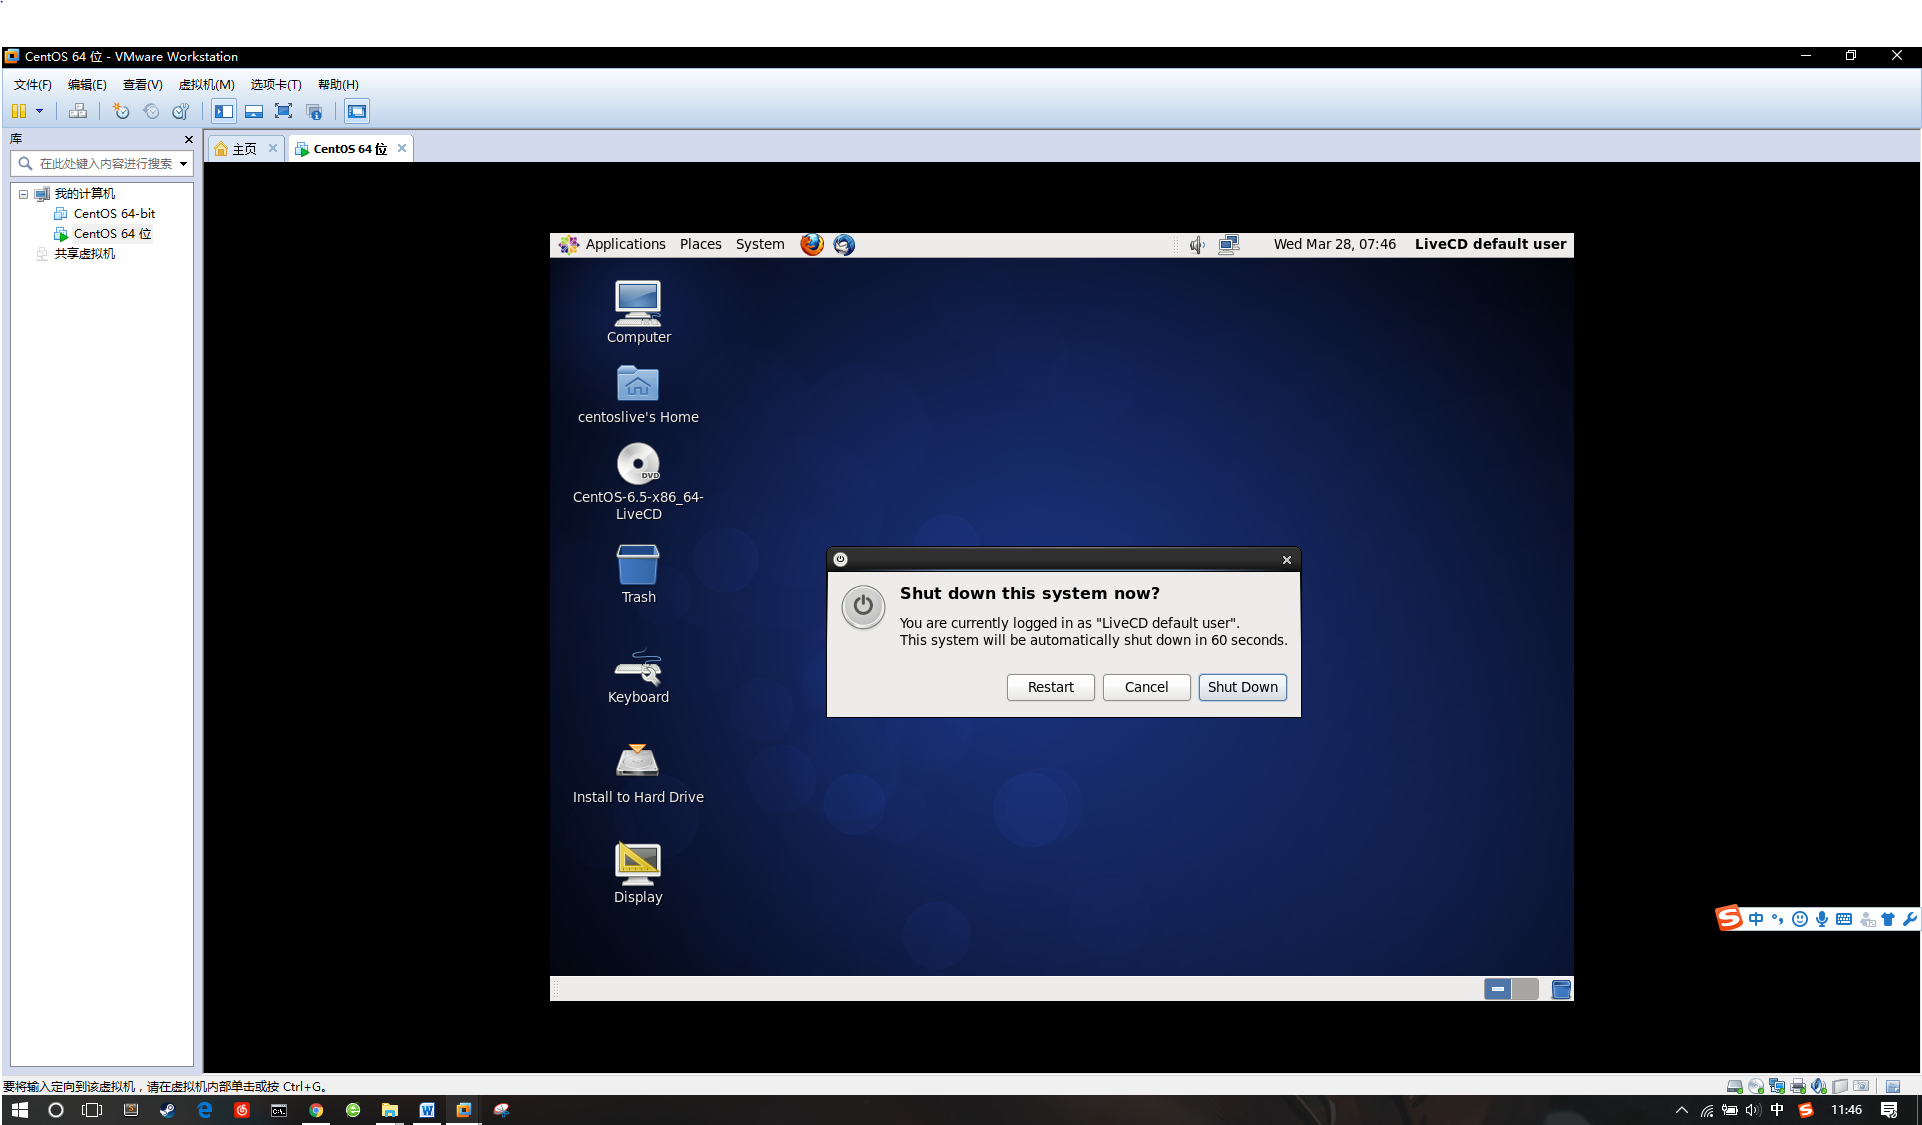 CentOS 64 位 - VMware Workstation
文件(F) 编辑(E) 查看(V) 虚拟机(M) 选项卡(T) 帮助(H)
库
在此处键入内容进行搜索
我的计算机
CentOS 64-bit
CentOS 64 位
共享虚拟机
主页 CentOS 64 位
Applications Places System Wed Mar 28, 07:46 LiveCD default user
Computer
centoslive's Home
DVD
CentOS-6.5-x86_64-
LiveCD
Trash
Keyboard
Install to Hard Drive
Display
Shut down this system now?
You are currently logged in as "LiveCD default user".
This system will be automatically shut down in 60 seconds.
Restart Cancel Shut Down
中
要将输入定向到该虚拟机，请在虚拟机内部单击或按 Ctrl+G。
中 11:46